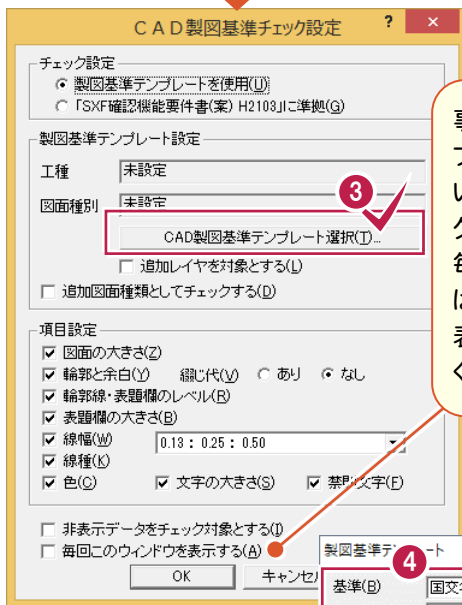 CAD製図基準チェック設定 ? ×
チェック設定
製図基準テンプレートを使用(U)
「SXF確認機能要件書(案) H2103」に準拠(G)
製図基準テンプレート設定
工種 未設定
図面種別 未設定
3
CAD製図基準テンプレート選択(T)...
追加レイヤを対象とする(L)
追加図面種類としてチェックする(D)
項目設定
図面の大きさ(Z)
輪郭と余白(Y) 綴じ代(V) あり なし
輪郭線・表題欄のレベル(R)
表題欄の大きさ(B)
線幅(W) 0.13 : 0.25 : 0.50
線種(K)
色(C) 文字の大きさ(S) 禁則文字(F)
非表示データをチェック対象とする(I)
毎回このウィンドウを表示する(A)
OK キャンセ
製図基準テ ート
4
基準(B)